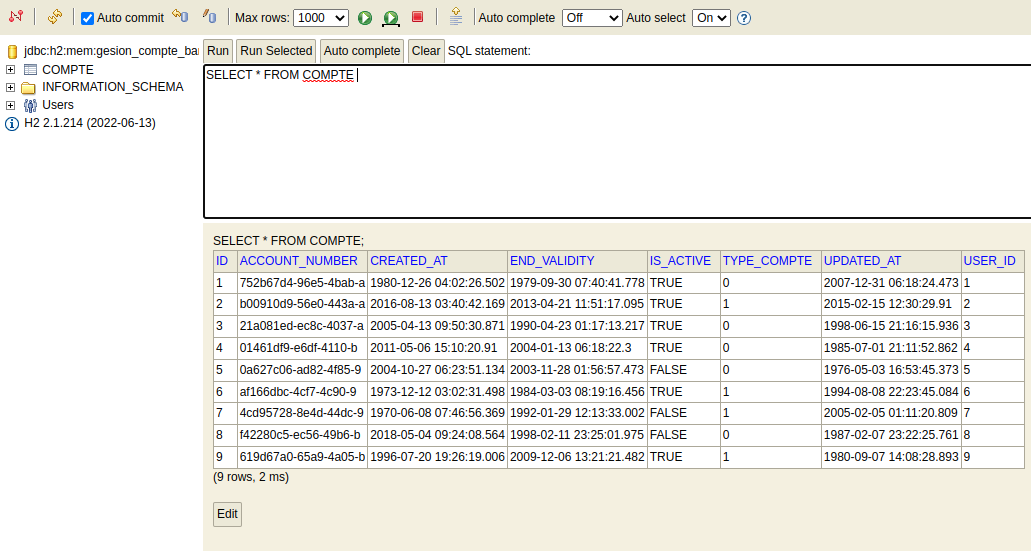 Auto commit Max rows: 1000 Auto complete Off Auto select On
jdbc:h2:mem:gesion_compte_bar
COMPTE
INFORMATION_SCHEMA
Users
H2 2.1.214 (2022-06-13)
Run Run Selected Auto complete Clear SQL statement:
SELECT * FROM COMPTE
SELECT * FROM COMPTE;
ID ACCOUNT_NUMBER CREATED_AT END_VALIDITY IS_ACTIVE TYPE_COMPTE UPDATED_AT USER_ID
1 752b67d4-96e5-4bab-a 1980-12-26 04:02:26.502 1979-09-30 07:40:41.778 TRUE 0 2007-12-31 06:18:24.473 1
2 b00910d9-56e0-443a-a 2016-08-13 03:40:42.169 2013-04-21 11:51:17.095 TRUE 1 2015-02-15 12:30:29.91 2
3 21a081ed-ec8c-4037-a 2005-04-13 09:50:30.871 1990-04-23 01:17:13.217 TRUE 0 1998-06-15 21:16:15.936 3
4 01461df9-e6df-4110-b 2011-05-06 15:10:20.91 2004-01-13 06:18:22.3 TRUE 0 1985-07-01 21:11:52.862 4
5 0a627c06-ad82-4f85-9 2004-10-27 06:23:51.134 2003-11-28 01:56:57.473 FALSE 0 1976-05-03 16:53:45.373 5
6 af166dbc-4cf7-4c90-9 1973-12-12 03:02:31.498 1984-03-03 08:19:16.456 TRUE 1 1994-08-08 22:23:45.084 6
7 4cd95728-8e4d-44dc-9 1970-06-08 07:46:56.369 1992-01-29 12:13:33.002 FALSE 1 2005-02-05 01:11:20.809 7
8 f42280c5-ec56-49b6-b 2018-05-04 09:24:08.564 1998-02-11 23:25:01.975 FALSE 0 1987-02-07 23:22:25.761 8
9 619d67a0-65a9-4a05-b 1996-07-20 19:26:19.006 2009-12-06 13:21:21.482 TRUE 1 1980-09-07 14:08:28.893 9
(9 rows, 2 ms)
Edit